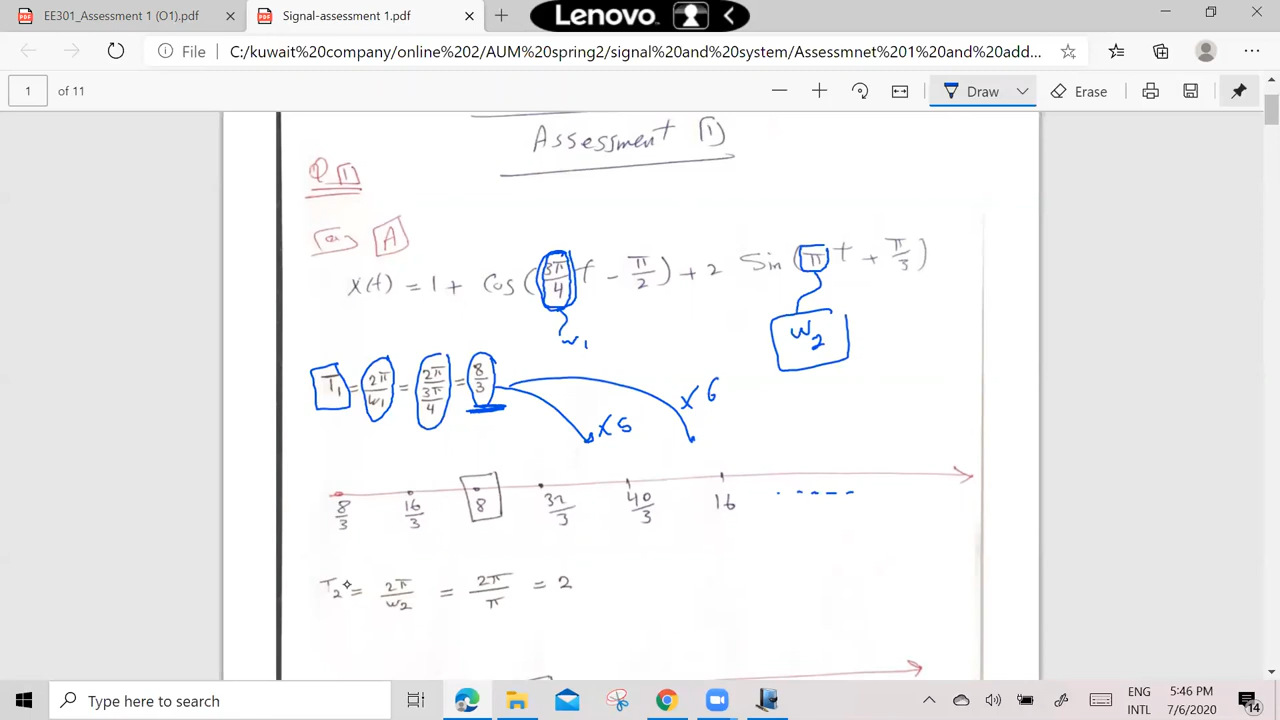 EE301_Assessment 1 (O1).pdf
Signal-assessment 1.pdf
Lenovo
File
C:/kuwait%20company/online%202/AUM%20spring2/signal%20and%20system/Assessmnet%201%20and%20add...
1 of 11
Draw
Erase
Assessment 1
Q 1
A
x(t) = 1 + Cos(3π/4 t - π/2) + 2 Sin(π t + π/3)
w1
w2
T1 = 2π/w1 = 2π/(3π/4) = 8/3
x 5
x 6
8/3 16/3 8 32/3 40/3 16 ......
T2 = 2π/w2 = 2π/π = 2
Type here to search
ENG
INTL
5:46 PM
7/6/2020
14